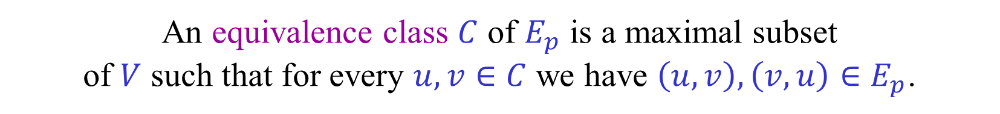 An equivalence class C of E_p is a maximal subset
of V such that for every u, v ∈ C we have (u, v), (v, u) ∈ E_p.